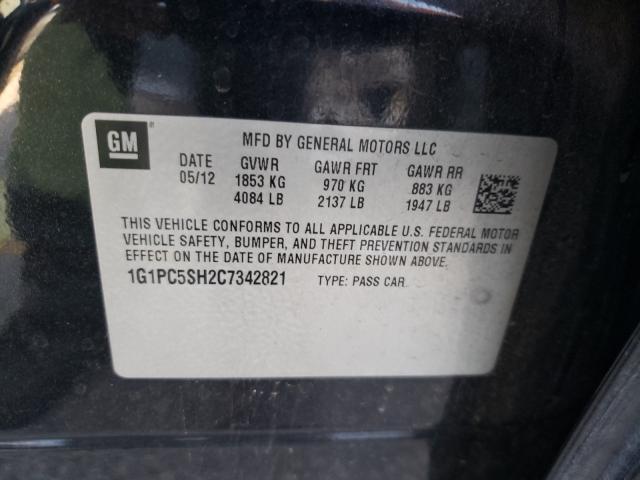 GM
MFD BY GENERAL MOTORS LLC
DATE GVWR GAWR FRT GAWR RR
05/12 1853 KG 970 KG 883 KG
4084 LB 2137 LB 1947 LB
THIS VEHICLE CONFORMS TO ALL APPLICABLE U.S. FEDERAL MOTOR
VEHICLE SAFETY, BUMPER, AND THEFT PREVENTION STANDARDS IN
EFFECT ON THE DATE OF MANUFACTURE SHOWN ABOVE.
1G1PC5SH2C7342821 TYPE: PASS CAR